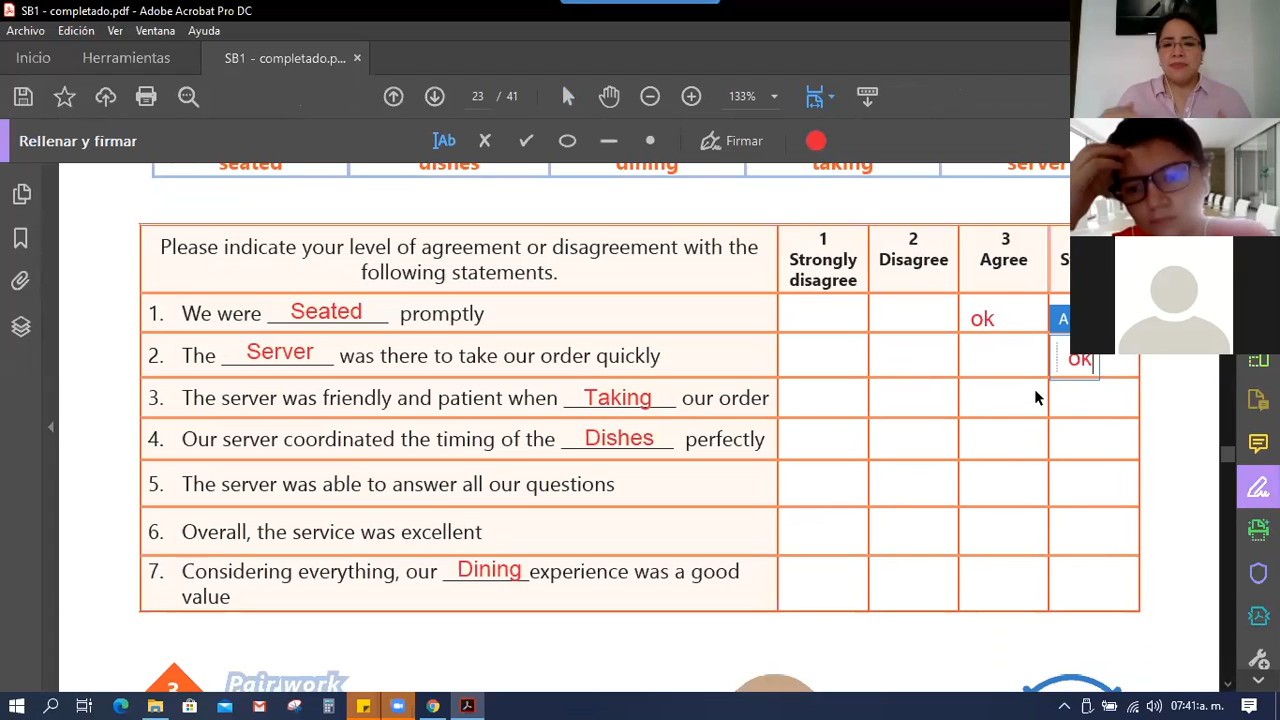 SB1 - completado.pdf - Adobe Acrobat Pro DC
Archivo Edición Ver Ventana Ayuda
Inicio Herramientas SB1 - completado.p... ×
23 / 41 133%
Rellenar y firmar Ab Firmar
seated dishes dining taking server
Please indicate your level of agreement or disagreement with the following statements.
1 Strongly disagree
2 Disagree
3 Agree
S
1. We were Seated promptly ok A
2. The Server was there to take our order quickly ok
3. The server was friendly and patient when Taking our order
4. Our server coordinated the timing of the Dishes perfectly
5. The server was able to answer all our questions
6. Overall, the service was excellent
7. Considering everything, our Dining experience was a good
value
3 Pair work
07:41 a. m.